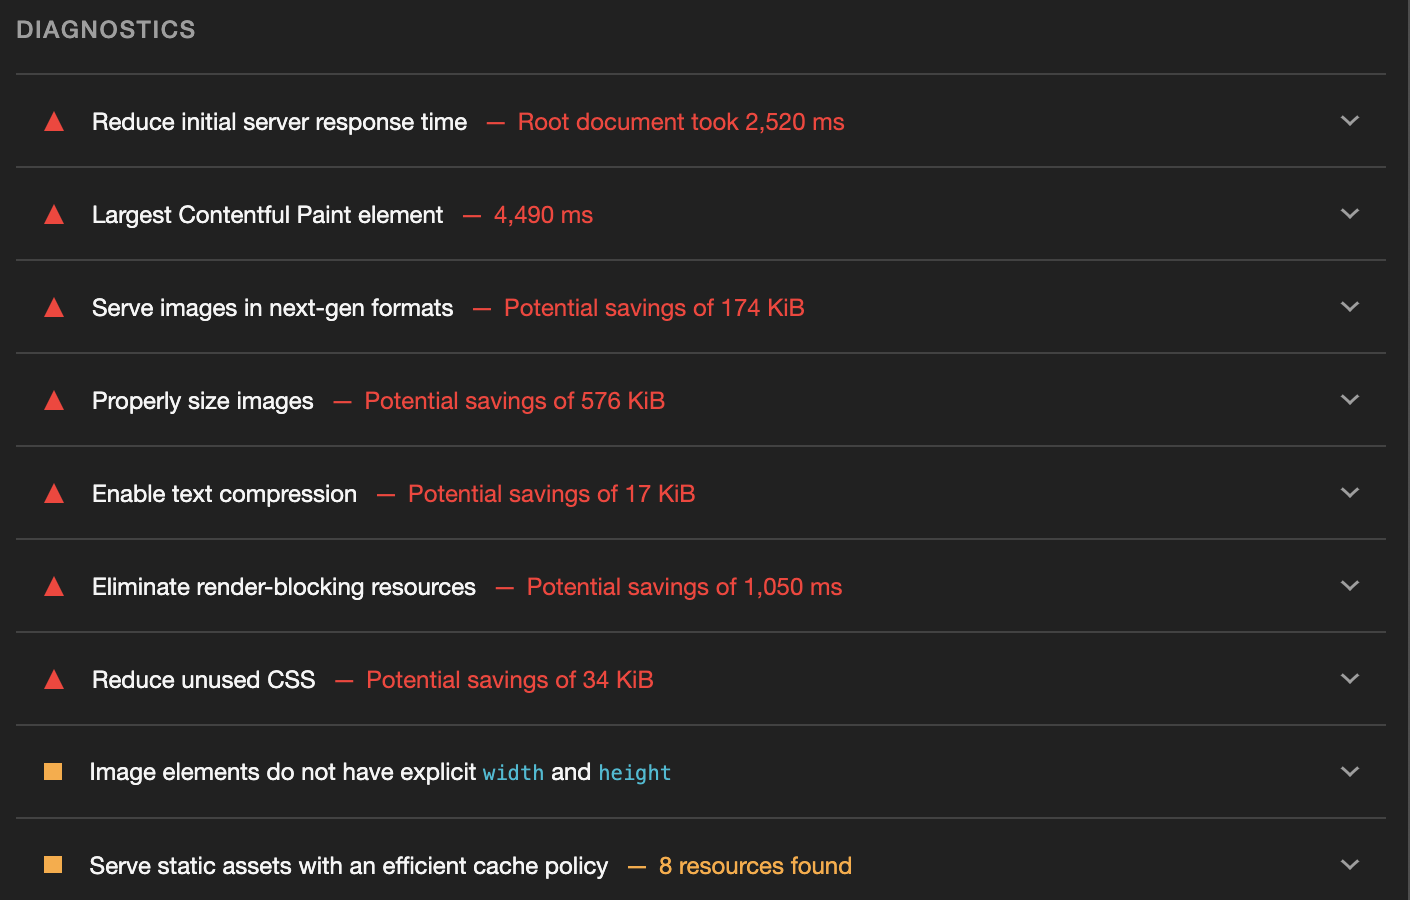 DIAGNOSTICS
Reduce initial server response time — Root document took 2,520 ms
Largest Contentful Paint element — 4,490 ms
Serve images in next-gen formats — Potential savings of 174 KiB
Properly size images — Potential savings of 576 KiB
Enable text compression — Potential savings of 17 KiB
Eliminate render-blocking resources — Potential savings of 1,050 ms
Reduce unused CSS — Potential savings of 34 KiB
Image elements do not have explicit width and height
Serve static assets with an efficient cache policy — 8 resources found